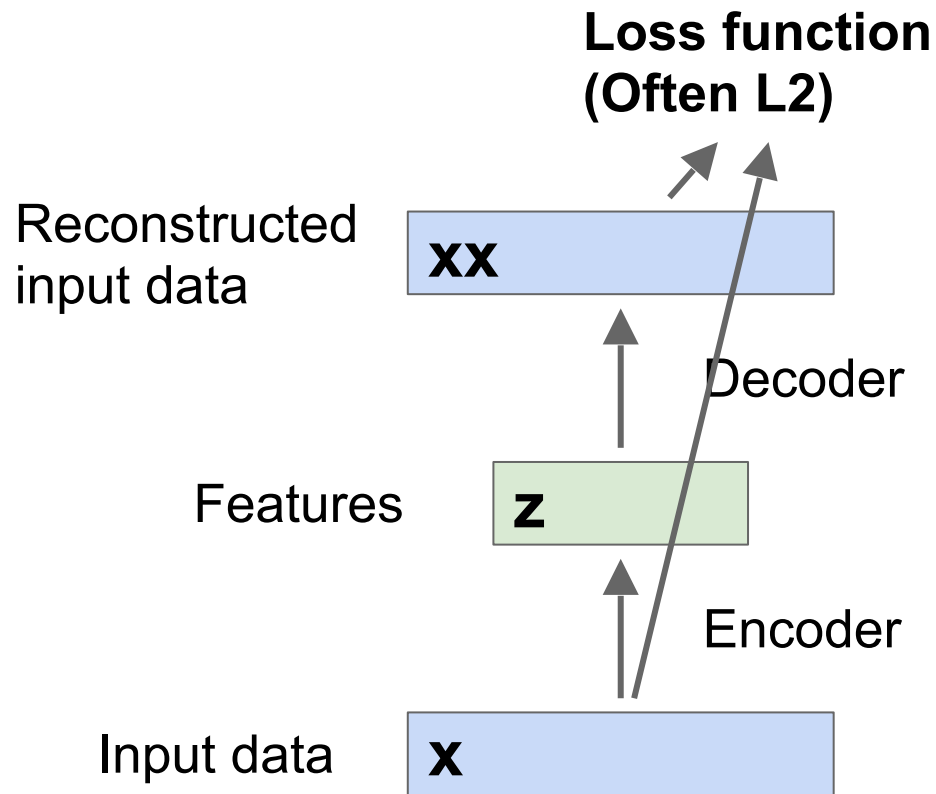 Loss function
(Often L2)
Reconstructed
input data
xx
Decoder
Features
z
Encoder
Input data
x